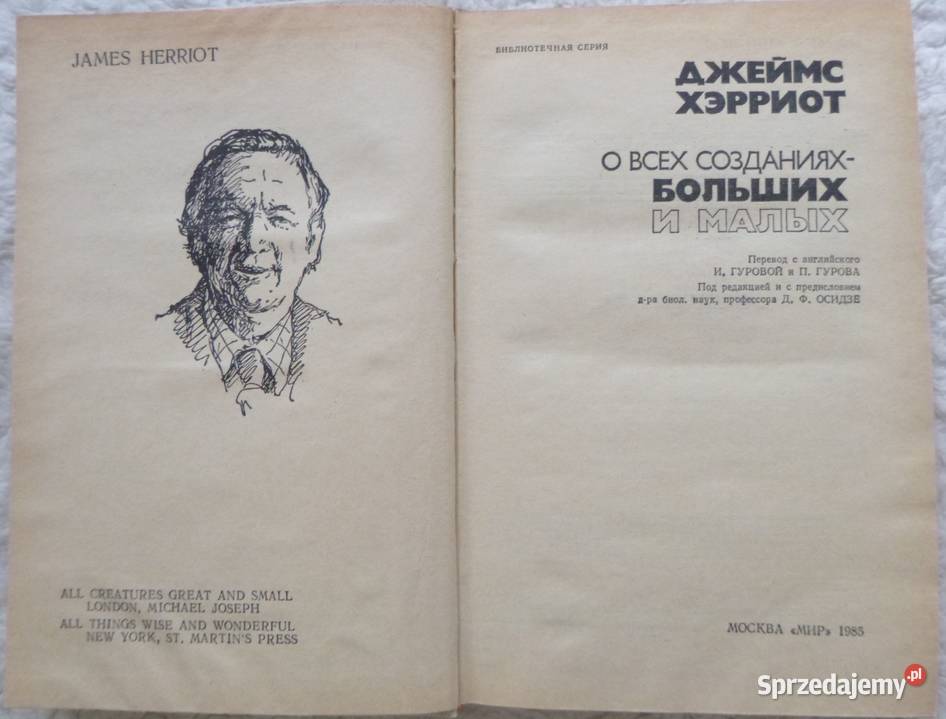 JAMES HERRIOT
ALL CREATURES GREAT AND SMALL
LONDON, MICHAEL JOSEPH
ALL THINGS WISE AND WONDERFUL
NEW YORK, ST. MARTIN'S PRESS
БИБЛИОТЕЧНАЯ СЕРИЯ
ДЖЕЙМС
ХЭРРИОТ
О ВСЕХ СОЗДАНИЯХ-
БОЛЬШИХ
И МАЛЫХ
Перевод с английского
И. ГУРОВОЙ и П. ГУРОВА
Под редакцией и с предисловием
д-ра биол. наук, профессора Д. Ф. ОСИДЗЕ
МОСКВА «МИР» 1985
Sprzedajemy.pl